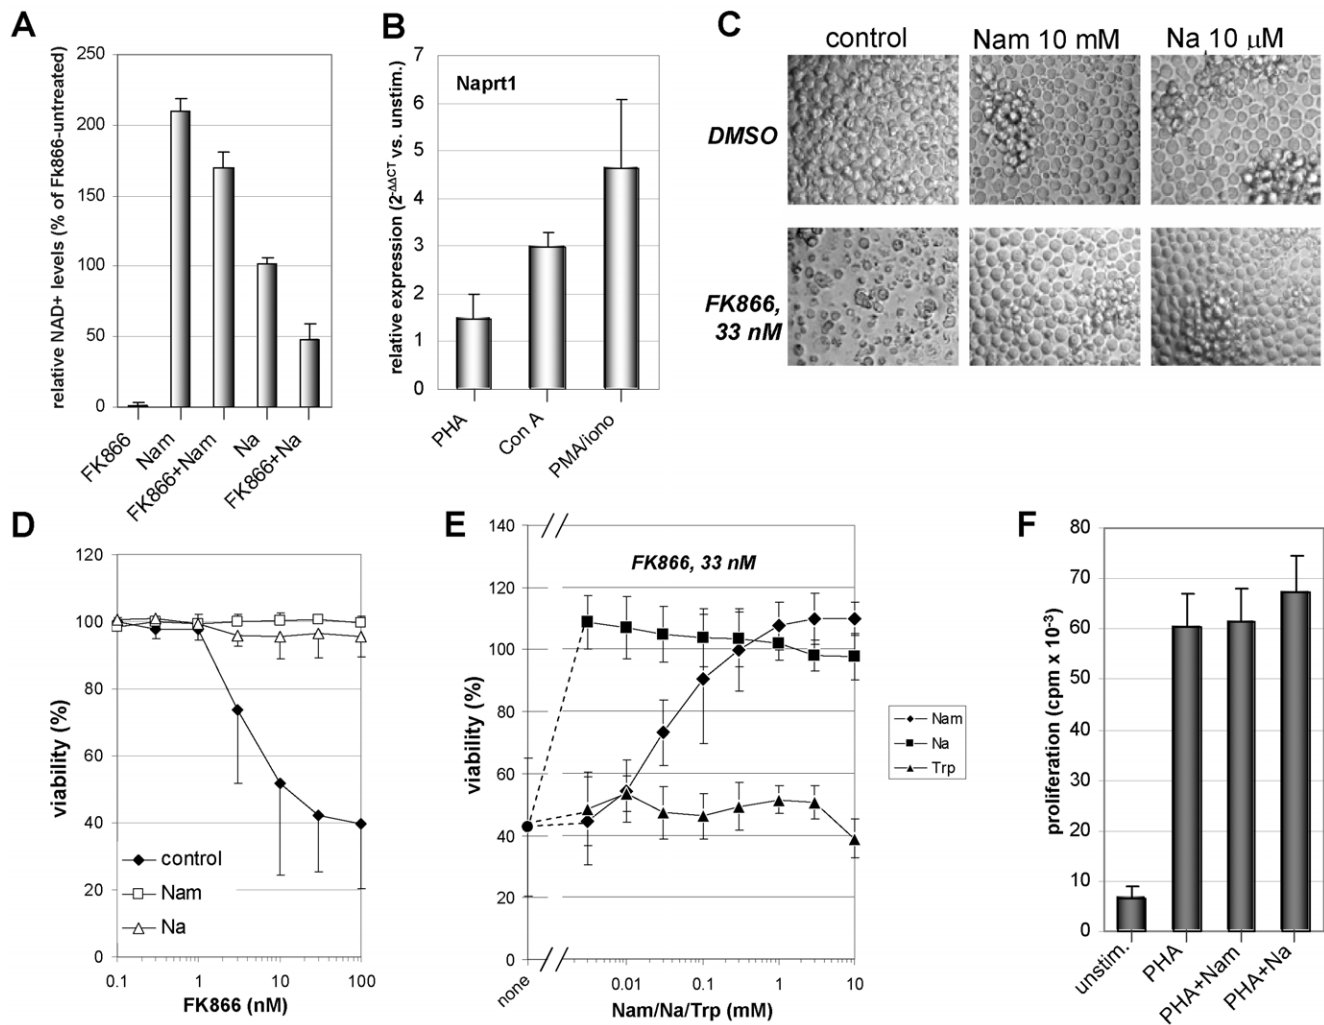 A
relative NAD+ levels (% of Fk866-untreated)
250
200
150
100
50
0
FK866
Nam
FK866+Nam
Na
FK866+Na
B
relative expression (2-ΔΔCT vs. unstim.)
7
6
5
4
3
2
1
0
Naprt1
PHA
Con A
PMA/iono
C
control
Nam 10 mM
Na 10 μM
DMSO
FK866,
33 nM
D
viability (%)
120
100
80
60
40
20
0
control
Nam
Na
0.1
1
10
100
FK866 (nM)
E
viability (%)
140
120
100
80
60
40
20
0
FK866, 33 nM
none
0.01
0.1
1
10
Nam/Na/Trp (mM)
Nam
Na
Trp
F
proliferation (cpm x 10-3)
80
70
60
50
40
30
20
10
0
unstim.
PHA
PHA+Nam
PHA+Na